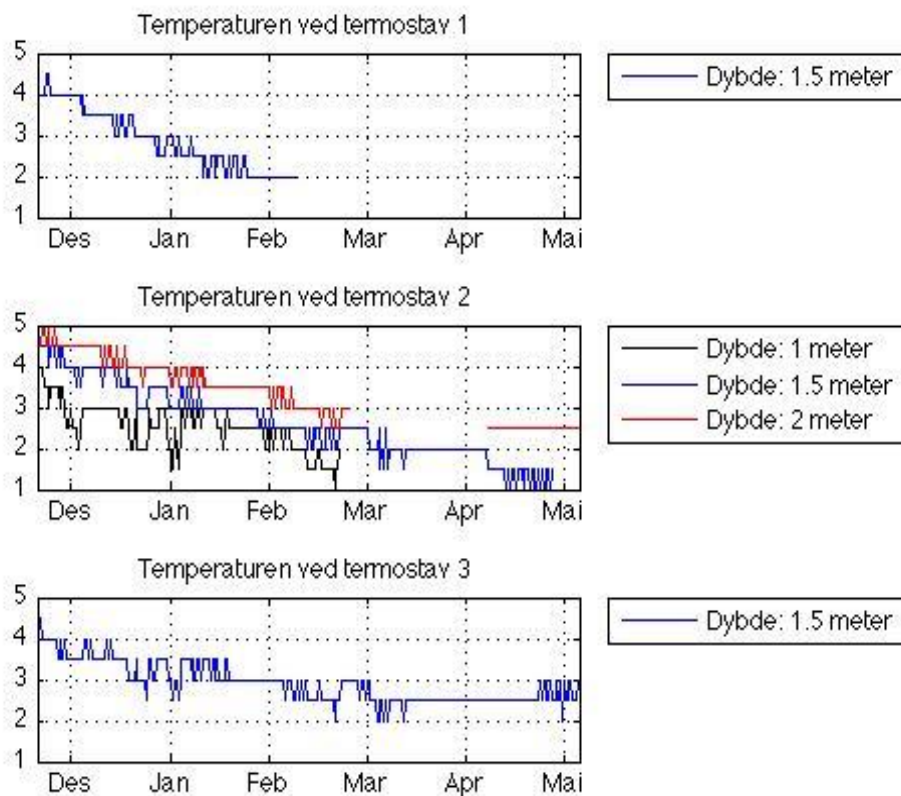 Temperaturen ved termostav 1
5
4
3
2
1
Des Jan Feb Mar Apr Mai
Dybde: 1.5 meter
Temperaturen ved termostav 2
5
4
3
2
1
Des Jan Feb Mar Apr Mai
Dybde: 1 meter
Dybde: 1.5 meter
Dybde: 2 meter
Temperaturen ved termostav 3
5
4
3
2
1
Des Jan Feb Mar Apr Mai
Dybde: 1.5 meter